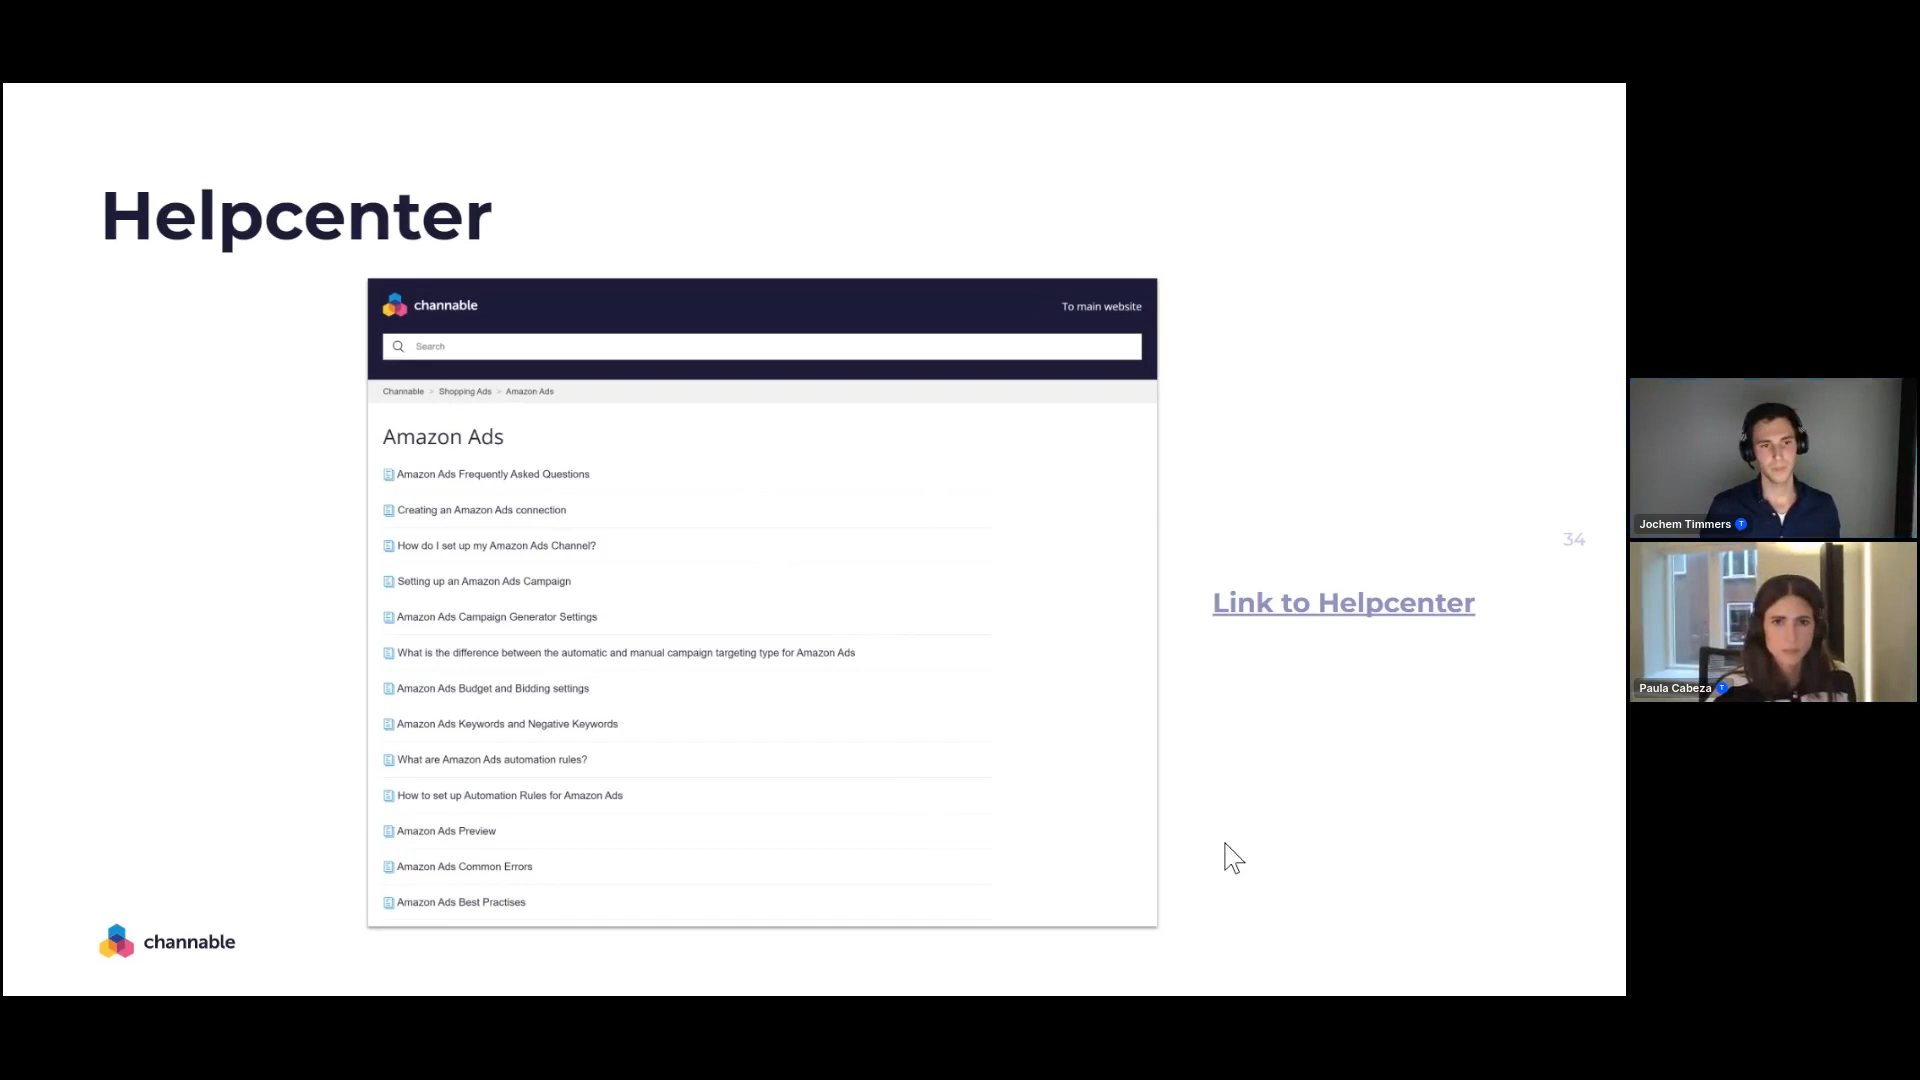 Helpcenter
channable
To main website
Search
Channable > Shopping Ads > Amazon Ads
Amazon Ads
Amazon Ads Frequently Asked Questions
Creating an Amazon Ads connection
How do I set up my Amazon Ads Channel?
Setting up an Amazon Ads Campaign
Amazon Ads Campaign Generator Settings
What is the difference between the automatic and manual campaign targeting type for Amazon Ads
Amazon Ads Budget and Bidding settings
Amazon Ads Keywords and Negative Keywords
What are Amazon Ads automation rules?
How to set up Automation Rules for Amazon Ads
Amazon Ads Preview
Amazon Ads Common Errors
Amazon Ads Best Practises
34
Link to Helpcenter
channable
Jochem Timmers T
Paula Cabeza T